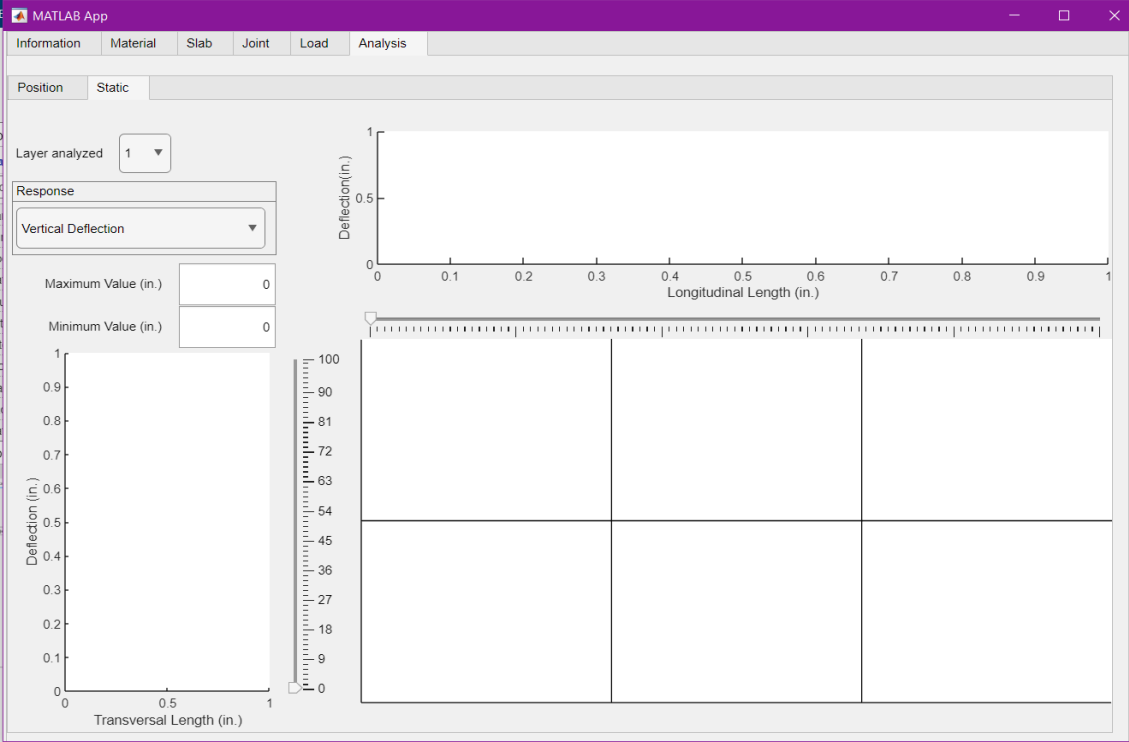 MATLAB App
Information Material Slab Joint Load Analysis
Position Static
Layer analyzed 1
Response
Vertical Deflection
Maximum Value (in.) 0
Minimum Value (in.) 0
1
0.9
0.8
0.7
0.6
0.5
0.4
0.3
0.2
0.1
0
Deflection (in.)
0 0.5 1
Transversal Length (in.)
1
0.5
0
Deflection(in.)
0 0.1 0.2 0.3 0.4 0.5 0.6 0.7 0.8 0.9 1
Longitudinal Length (in.)
100
90
81
72
63
54
45
36
27
18
9
0